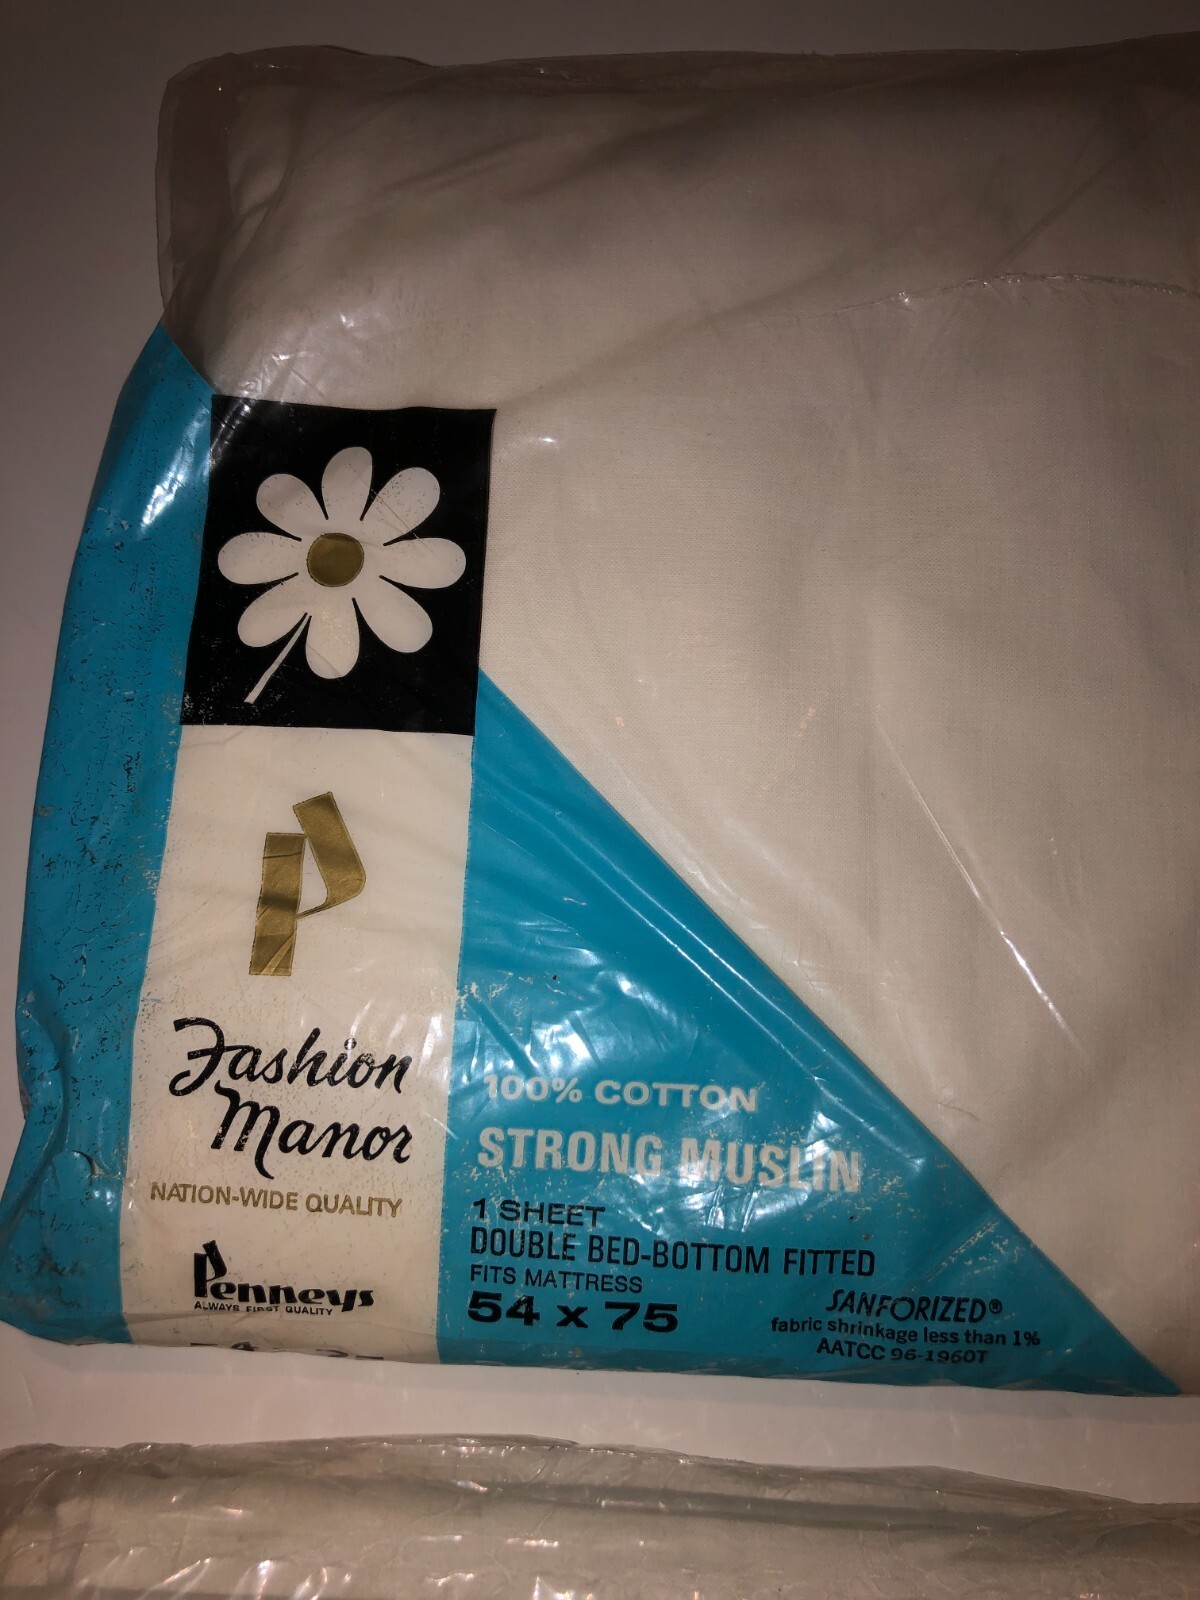 P
Fashion
Manor
NATION-WIDE QUALITY
Penneys
ALWAYS FIRST QUALITY
100% COTTON
STRONG MUSLIN
1 SHEET
DOUBLE BED-BOTTOM FITTED
FITS MATTRESS
54 x 75
SANFORIZED®
fabric shrinkage less than 1%
AATCC 96-1960T